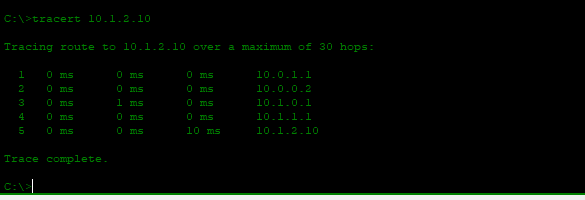 C:\>tracert 10.1.2.10
Tracing route to 10.1.2.10 over a maximum of 30 hops:
1 0 ms 0 ms 0 ms 10.0.1.1
2 0 ms 0 ms 0 ms 10.0.0.2
3 0 ms 1 ms 0 ms 10.1.0.1
4 0 ms 0 ms 0 ms 10.1.1.1
5 0 ms 0 ms 10 ms 10.1.2.10
Trace complete.
C:\>